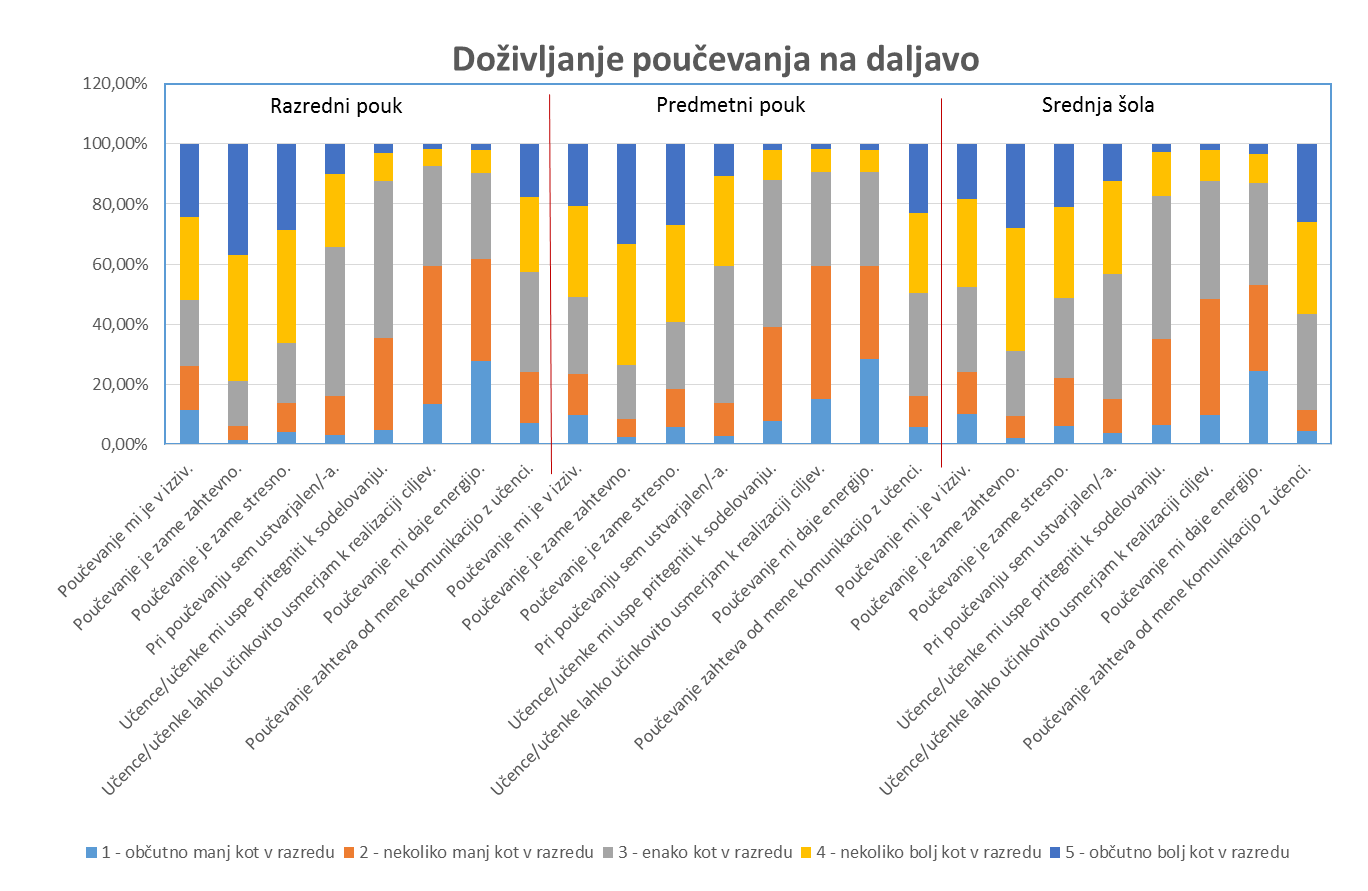 Doživljanje poučevanja na daljavo
120,00%
100,00%
80,00%
60,00%
40,00%
20,00%
0,00%
Razredni pouk
Predmetni pouk
Srednja šola
Poučevanje mi je v izziv.
Poučevanje je zame zahtevno.
Poučevanje je zame stresno.
Pri poučevanju sem ustvarjalen/-a.
Učence/učenke mi uspe pritegniti k sodelovanju.
Učence/učenke lahko učinkovito usmerjam k realizaciji ciljev.
Poučevanje mi daje energijo.
Poučevanje zahteva od mene komunikacijo z učenci.
Poučevanje mi je v izziv.
Poučevanje je zame zahtevno.
Poučevanje je zame stresno.
Pri poučevanju sem ustvarjalen/-a.
Učence/učenke mi uspe pritegniti k sodelovanju.
Učence/učenke lahko učinkovito usmerjam k realizaciji ciljev.
Poučevanje mi daje energijo.
Poučevanje zahteva od mene komunikacijo z učenci.
Poučevanje mi je v izziv.
Poučevanje je zame zahtevno.
Poučevanje je zame stresno.
Pri poučevanju sem ustvarjalen/-a.
Učence/učenke mi uspe pritegniti k sodelovanju.
Učence/učenke lahko učinkovito usmerjam k realizaciji ciljev.
Poučevanje mi daje energijo.
Poučevanje zahteva od mene komunikacijo z učenci.
1 - občutno manj kot v razredu
2 - nekoliko manj kot v razredu
3 - enako kot v razredu
4 - nekoliko bolj kot v razredu
5 - občutno bolj kot v razredu